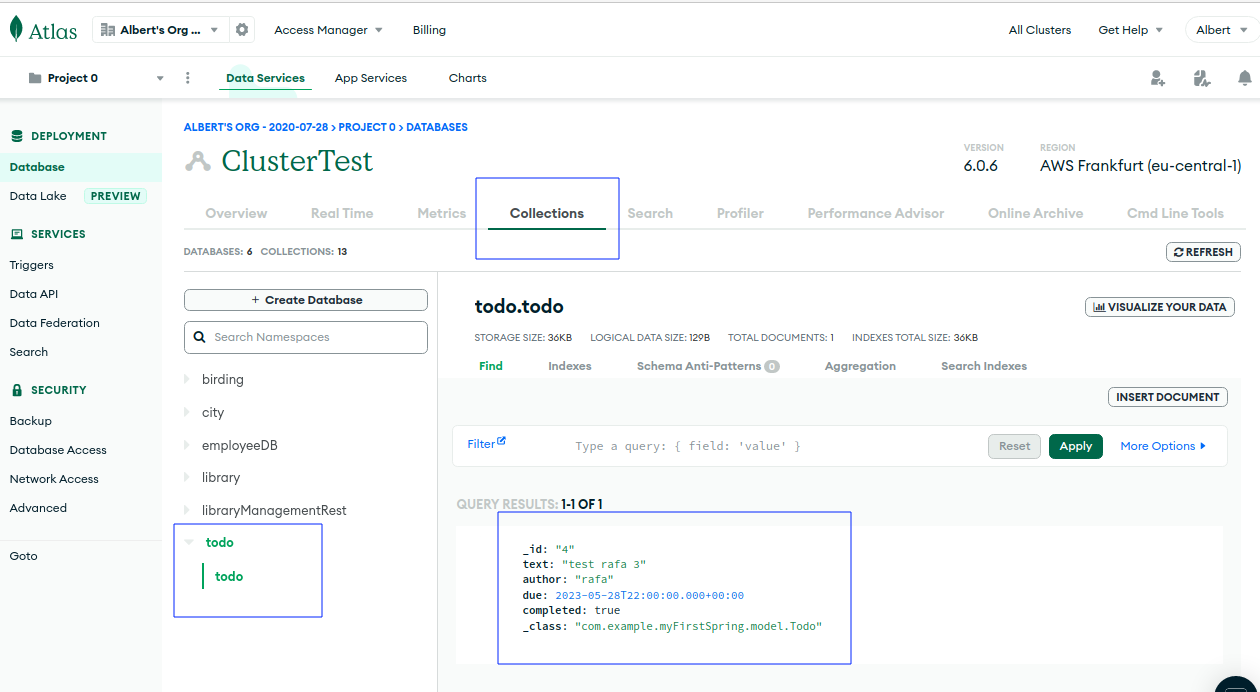 Atlas
Albert's Org ...
Access Manager
Billing
All Clusters
Get Help
Albert
Project 0
Data Services
App Services
Charts
DEPLOYMENT
Database
Data Lake PREVIEW
SERVICES
Triggers
Data API
Data Federation
Search
SECURITY
Backup
Database Access
Network Access
Advanced
Goto
ALBERT'S ORG - 2020-07-28 > PROJECT 0 > DATABASES
ClusterTest
VERSION
6.0.6
REGION
AWS Frankfurt (eu-central-1)
Overview
Real Time
Metrics
Collections
Search
Profiler
Performance Advisor
Online Archive
Cmd Line Tools
DATABASES: 6 COLLECTIONS: 13
REFRESH
+ Create Database
Search Namespaces
birding
city
employeeDB
library
libraryManagementRest
todo
todo
todo.todo
VISUALIZE YOUR DATA
STORAGE SIZE: 36KB LOGICAL DATA SIZE: 129B TOTAL DOCUMENTS: 1 INDEXES TOTAL SIZE: 36KB
Find
Indexes
Schema Anti-Patterns 0
Aggregation
Search Indexes
INSERT DOCUMENT
Filter
Type a query: { field: 'value' }
Reset
Apply
More Options
QUERY RESULTS: 1-1 OF 1
_id: "4"
text: "test rafa 3"
author: "rafa"
due: 2023-05-28T22:00:00.000+00:00
completed: true
_class: "com.example.myFirstSpring.model.Todo"